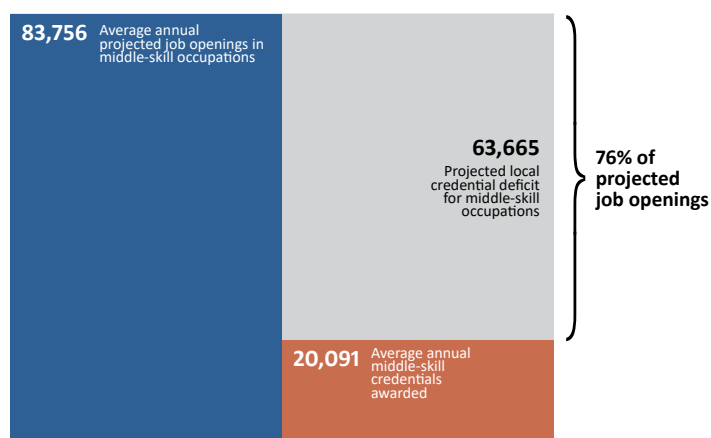 83,756 Average annual
projected job openings in
middle-skill occupations
63,665
Projected local
credential deficit
for middle-skill
occupations
76% of
projected
job openings
20,091 Average annual
middle-skill
credentials
awarded